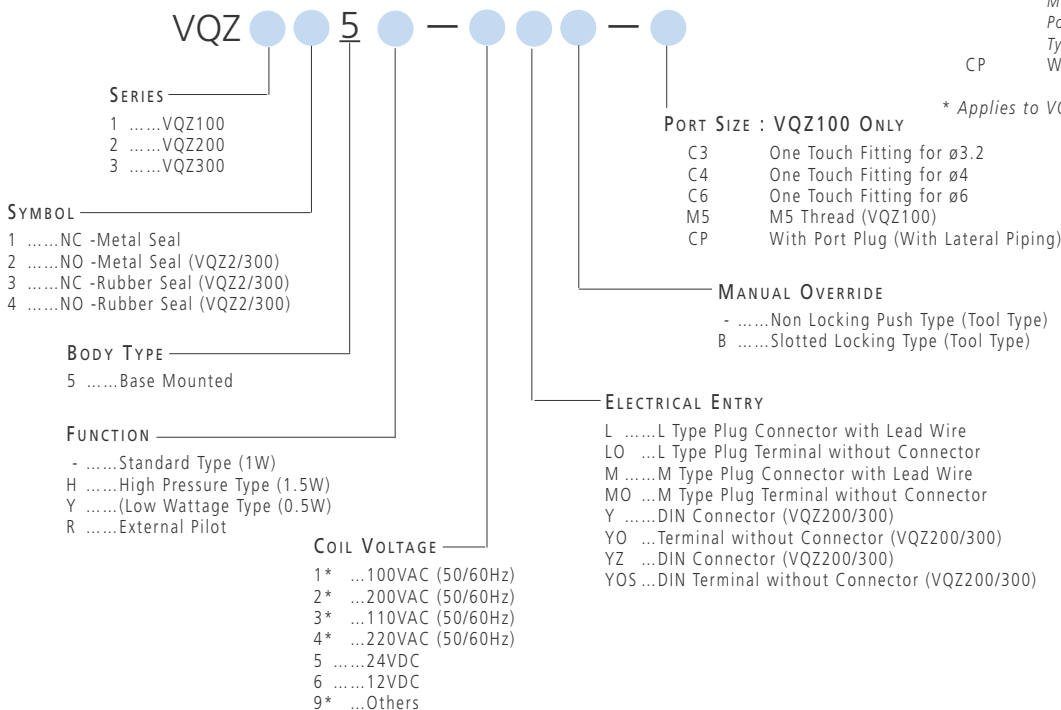 VQZ 5 — —
SERIES
1 ……VQZ100
2 ……VQZ200
3 ……VQZ300
SYMBOL
1 ……NC -Metal Seal
2 ……NO -Metal Seal (VQZ2/300)
3 ……NC -Rubber Seal (VQZ2/300)
4 ……NO -Rubber Seal (VQZ2/300)
BODY TYPE
5 ……Base Mounted
FUNCTION
- ……Standard Type (1W)
H ……High Pressure Type (1.5W)
Y ……(Low Wattage Type (0.5W)
R ……External Pilot
COIL VOLTAGE
1* …100VAC (50/60Hz)
2* …200VAC (50/60Hz)
3* …110VAC (50/60Hz)
4* …220VAC (50/60Hz)
5 ……24VDC
6 ……12VDC
9* …Others
CP
* Applies to
PORT SIZE : VQZ100 ONLY
C3 One Touch Fitting for ø3.2
C4 One Touch Fitting for ø4
C6 One Touch Fitting for ø6
M5 M5 Thread (VQZ100)
CP With Port Plug (With Lateral Piping)
MANUAL OVERRIDE
- ……Non Locking Push Type (Tool Type)
B ……Slotted Locking Type (Tool Type)
ELECTRICAL ENTRY
L ……L Type Plug Connector with Lead Wire
LO …L Type Plug Terminal without Connector
M ……M Type Plug Connector with Lead Wire
MO …M Type Plug Terminal without Connector
Y ……DIN Connector (VQZ200/300)
YO …Terminal without Connector (VQZ200/300)
YZ …DIN Connector (VQZ200/300)
YOS …DIN Terminal without Connector (VQZ200/300)